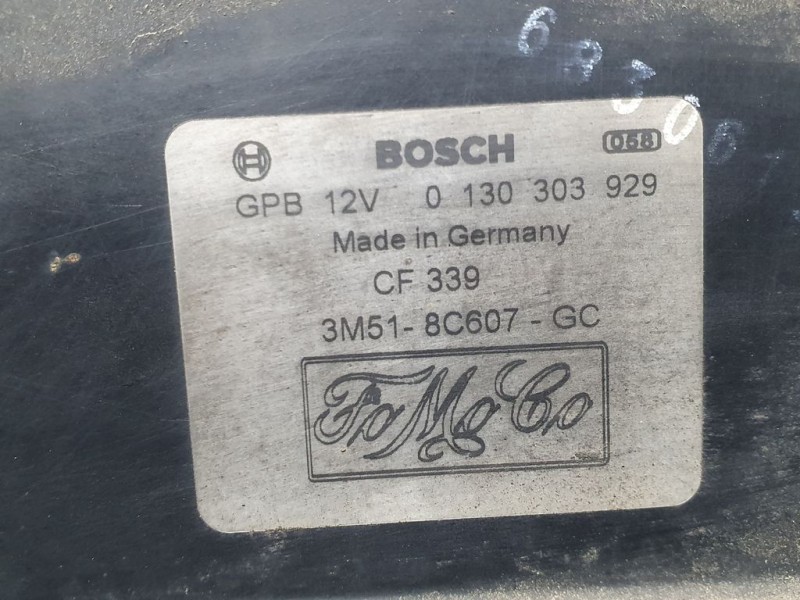 BOSCH 058
GPB 12V 0 130 303 929
Made in Germany
CF 339
3M51- 8C607 - GC
FoMoCo